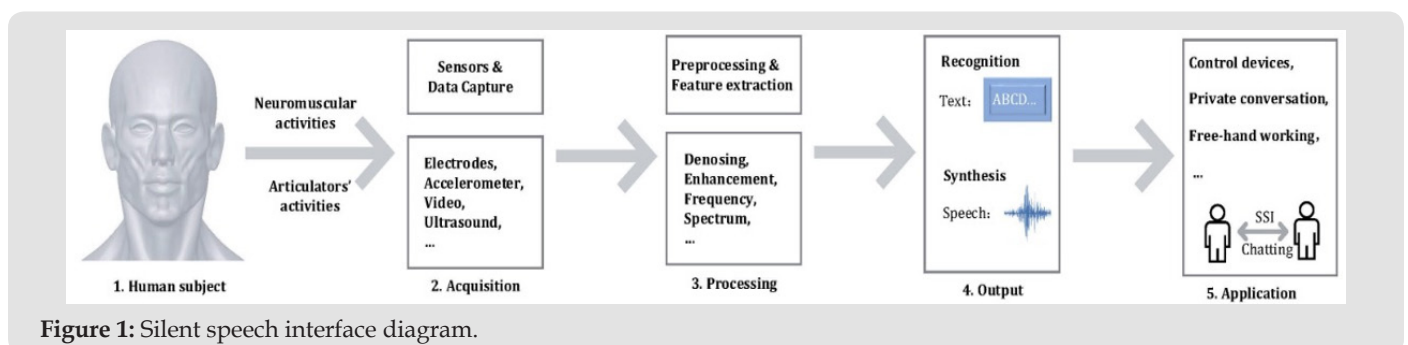 Neuromuscular
activities
Articulators'
activities
1. Human subject
Sensors &
Data Capture
Electrodes,
Accelerometer,
Video,
Ultrasound,
...
2. Acquisition
Preprocessing &
Feature extraction
Denosing,
Enhancement,
Frequency,
Spectrum,
...
3. Processing
Recognition
Text: ABCD...
Synthesis
Speech:
4. Output
Control devices,
Private conversation,
Free-hand working,
...
SSI
Chatting
5. Application
Figure 1: Silent speech interface diagram.